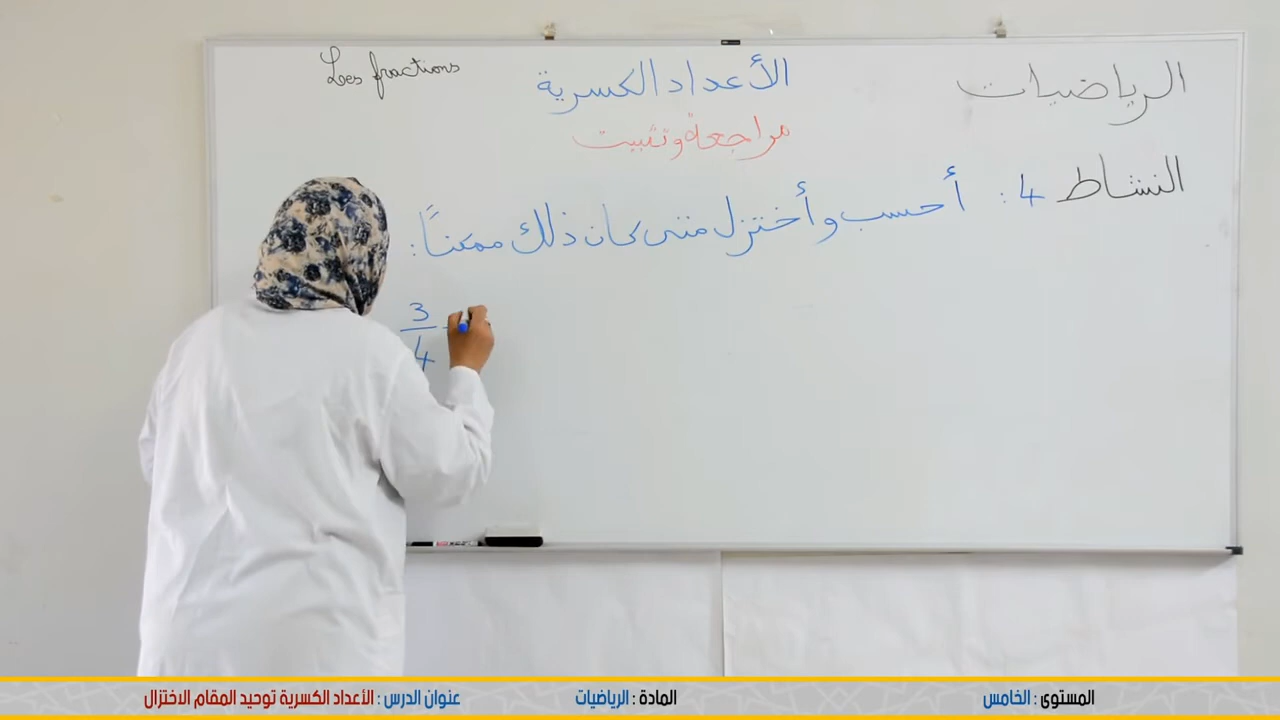 الرياضيات
الأعداد الكسرية
Les fractions
مراجعة وتثبيت
النشاط 4 : أحسب وأختزل متى كان ذلك ممكناً :
3
4
المستوى : الخامس
المادة : الرياضيات
عنوان الدرس : الأعداد الكسرية توحيد المقام الاختزال